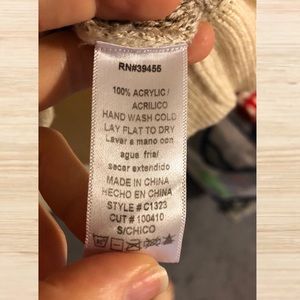 RN#39455
100% ACRYLIC /
ACRILICO
HAND WASH COLD
LAY FLAT TO DRY
Lavar a mano con
agua fria/
secar extendido
MADE IN CHINA
HECHO EN CHINA
STYLE # C1323
CUT # 100410
S/CHICO